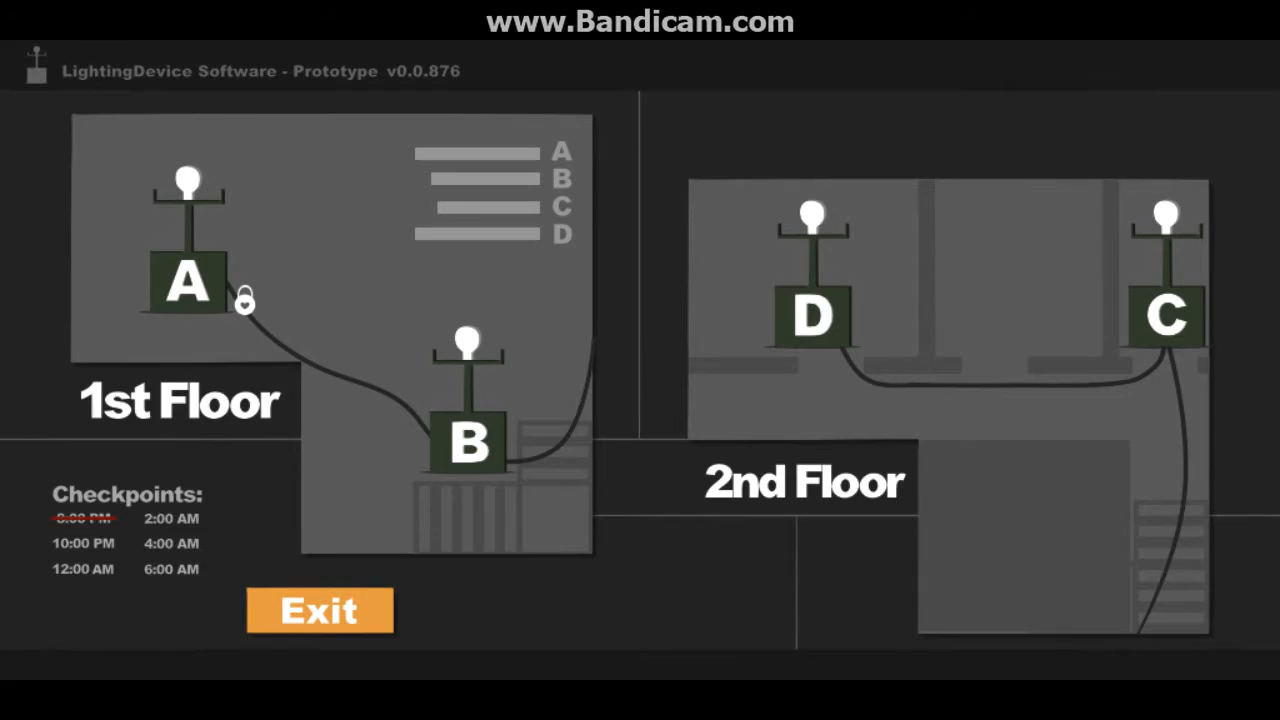 www.Bandicam.com
LightingDevice Software - Prototype v0.0.876
A
B
C
D
A
B
1st Floor
D
C
2nd Floor
Checkpoints:
8:00 PM 2:00 AM
10:00 PM 4:00 AM
12:00 AM 6:00 AM
Exit